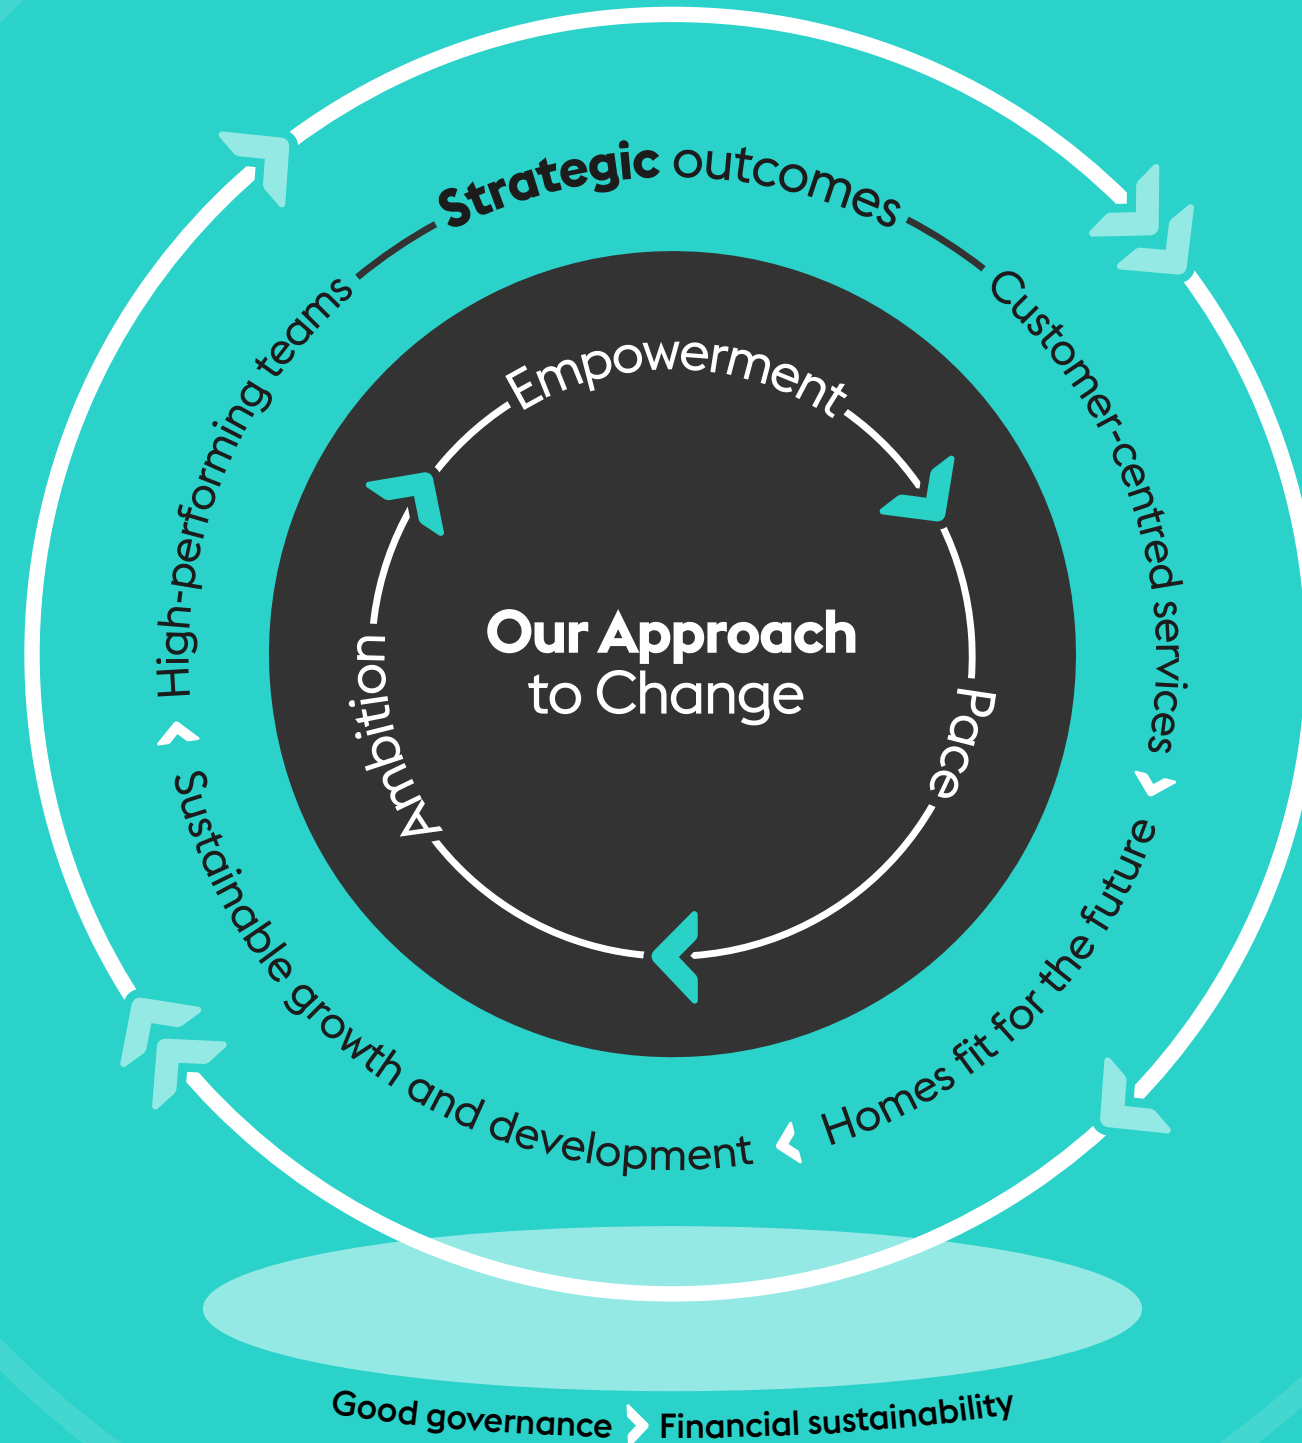 Strategic outcomes
Customer-centred services
Homes fit for the future
Sustainable growth and development
High-performing teams
Empowerment
Pace
Ambition
Our Approach
to Change
Good governance
Financial sustainability